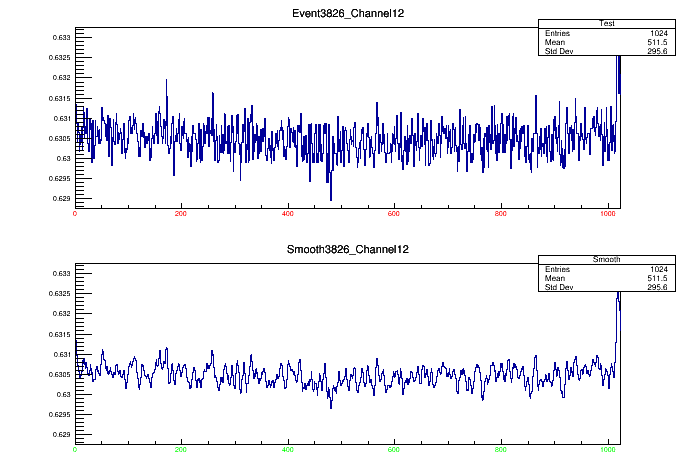 Event3826_Channel12
Test
Entries 1024
Mean 511.5
Std Dev 295.6
0.633
0.6325
0.632
0.6315
0.631
0.6305
0.63
0.6295
0.629
0 200 400 600 800 1000
Smooth3826_Channel12
Smooth
Entries 1024
Mean 511.5
Std Dev 295.6
0.633
0.6325
0.632
0.6315
0.631
0.6305
0.63
0.6295
0.629
0 200 400 600 800 1000